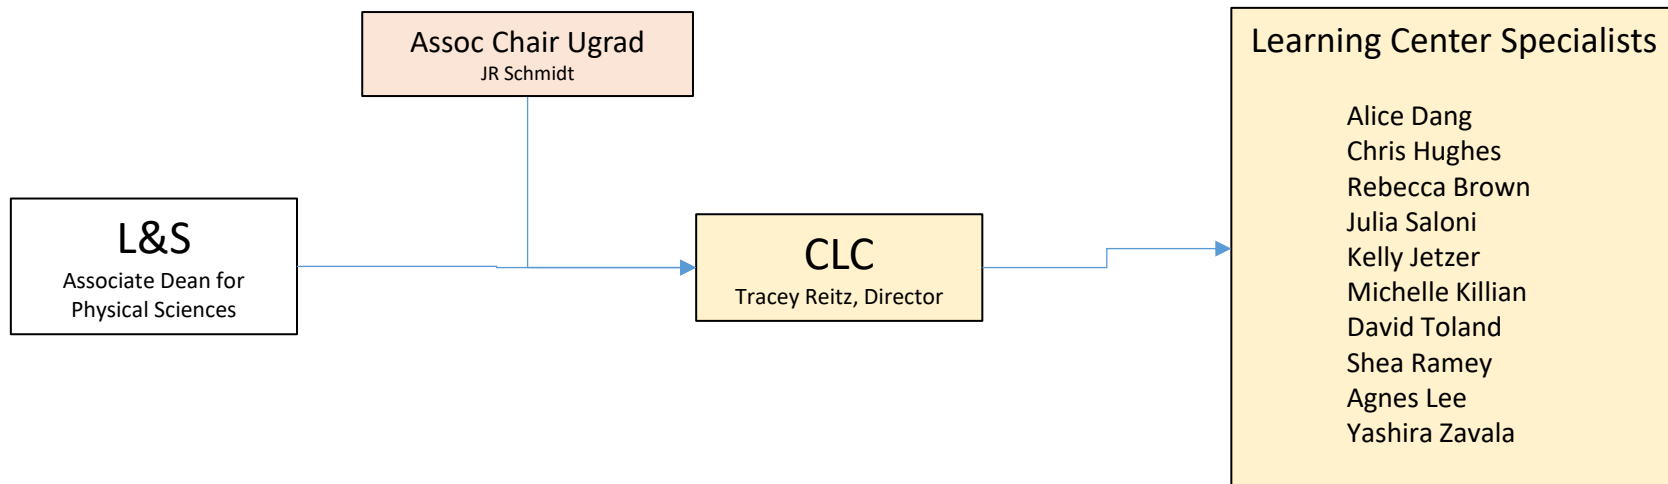 Assoc Chair Ugrad
JR Schmidt
L&S
Associate Dean for
Physical Sciences
CLC
Tracey Reitz, Director
Learning Center Specialists
Alice Dang
Chris Hughes
Rebecca Brown
Julia Saloni
Kelly Jetzer
Michelle Killian
David Toland
Shea Ramey
Agnes Lee
Yashira Zavala